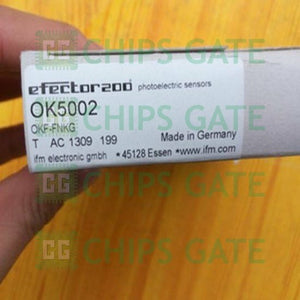 CHIPS GATE
efector200 photoelectric sensors
OK5002
OKF-FNKG
T AC 1309 199 Made in Germany
ifm electronic gmbh * 45128 Essen * www.ifm.com
CHIPS GATE
CHIPS GATE